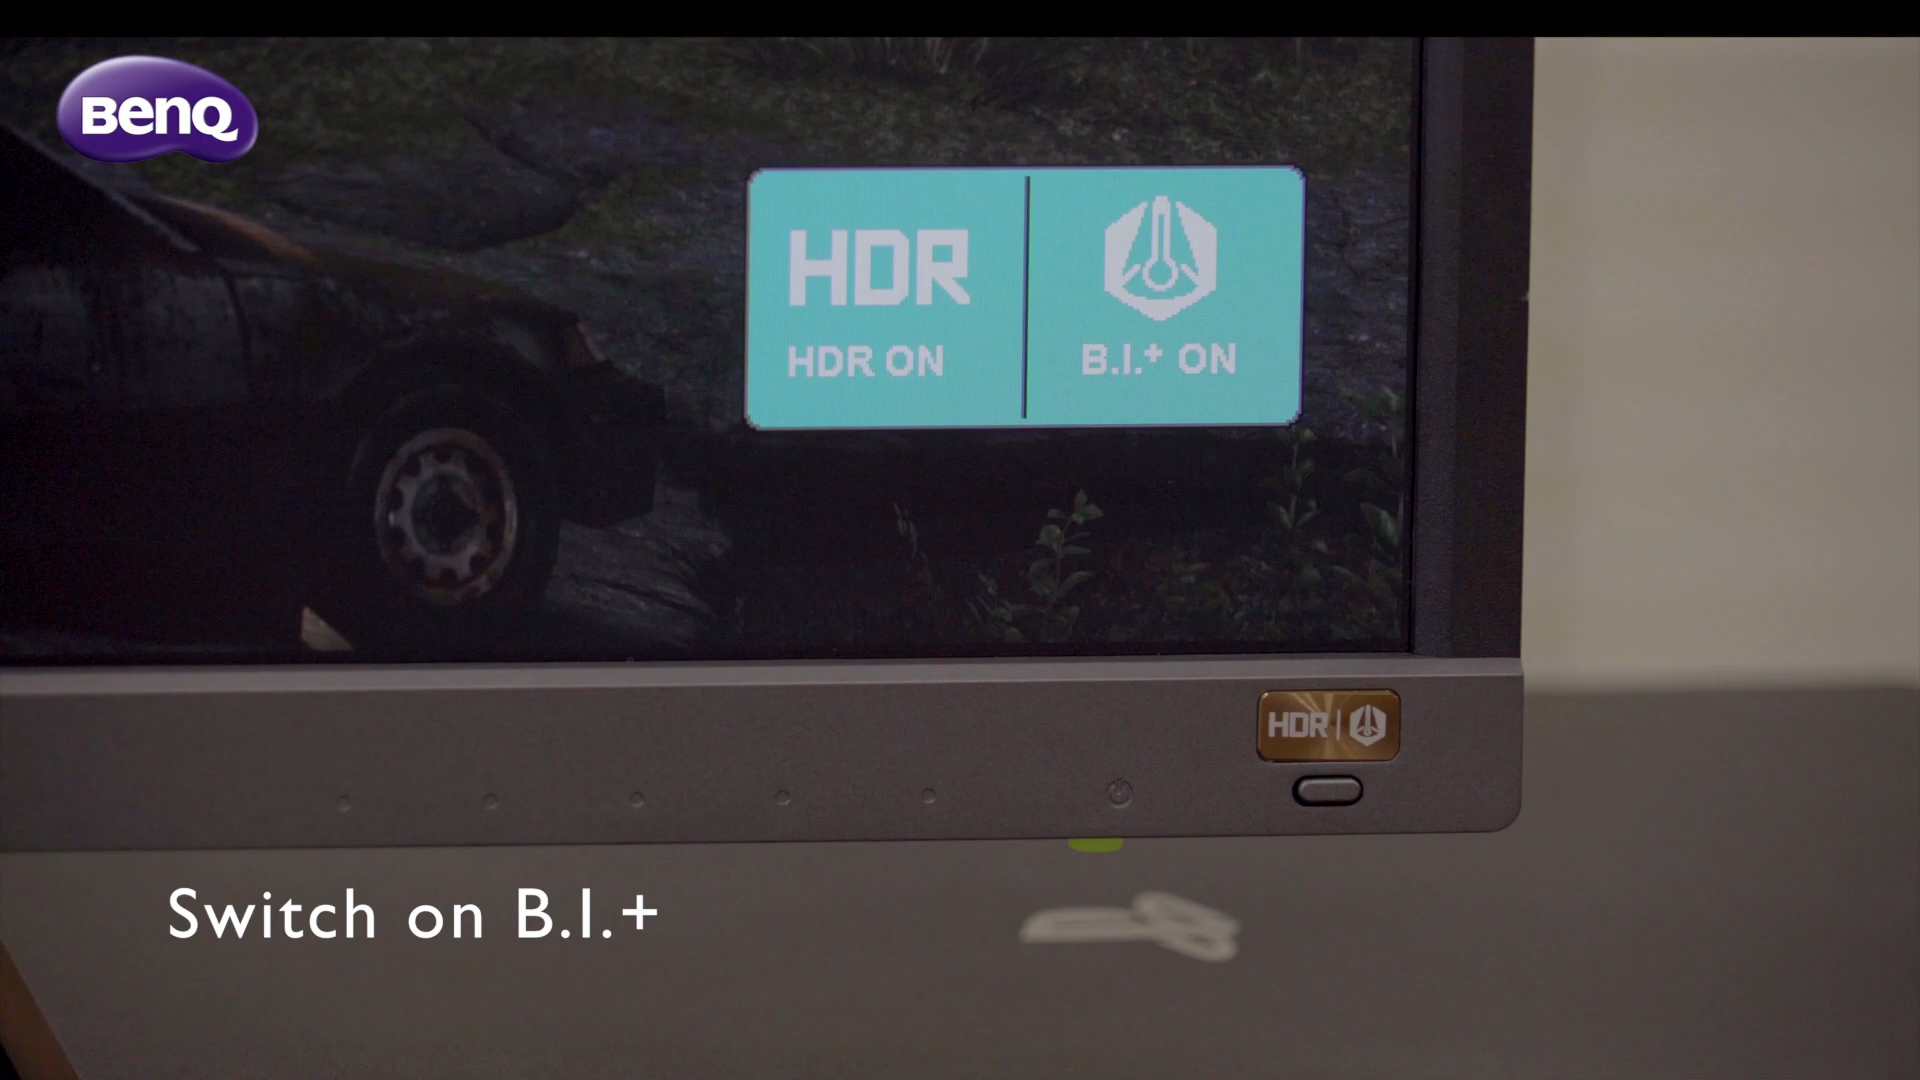 BenQ
HDR
HDR ON
B.I.+ ON
HDR
Switch on B.I.+